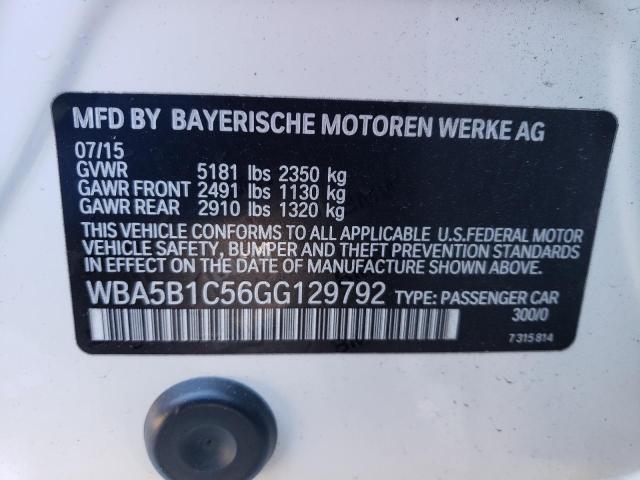 MFD BY BAYERISCHE MOTOREN WERKE AG
07/15
GVWR 5181 lbs 2350 kg
GAWR FRONT 2491 lbs 1130 kg
GAWR REAR 2910 lbs 1320 kg
THIS VEHICLE CONFORMS TO ALL APPLICABLE U.S.FEDERAL MOTOR
VEHICLE SAFETY, BUMPER AND THEFT PREVENTION STANDARDS
IN EFFECT ON THE DATE OF MANUFACTURE SHOWN ABOVE.
WBA5B1C56GG129792 TYPE: PASSENGER CAR
300/0
7 315 814